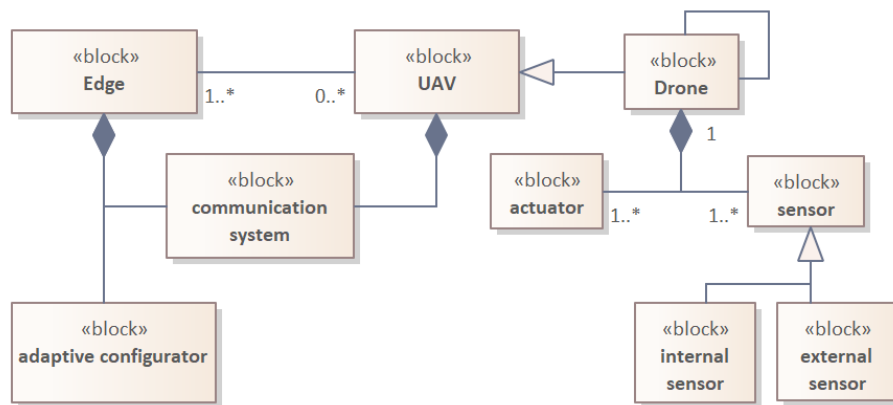 «block»
Edge
1..*
0..*
«block»
UAV
«block»
Drone
1
«block»
communication
system
«block»
actuator
1..*
1..*
«block»
sensor
«block»
adaptive configurator
«block»
internal
sensor
«block»
external
sensor